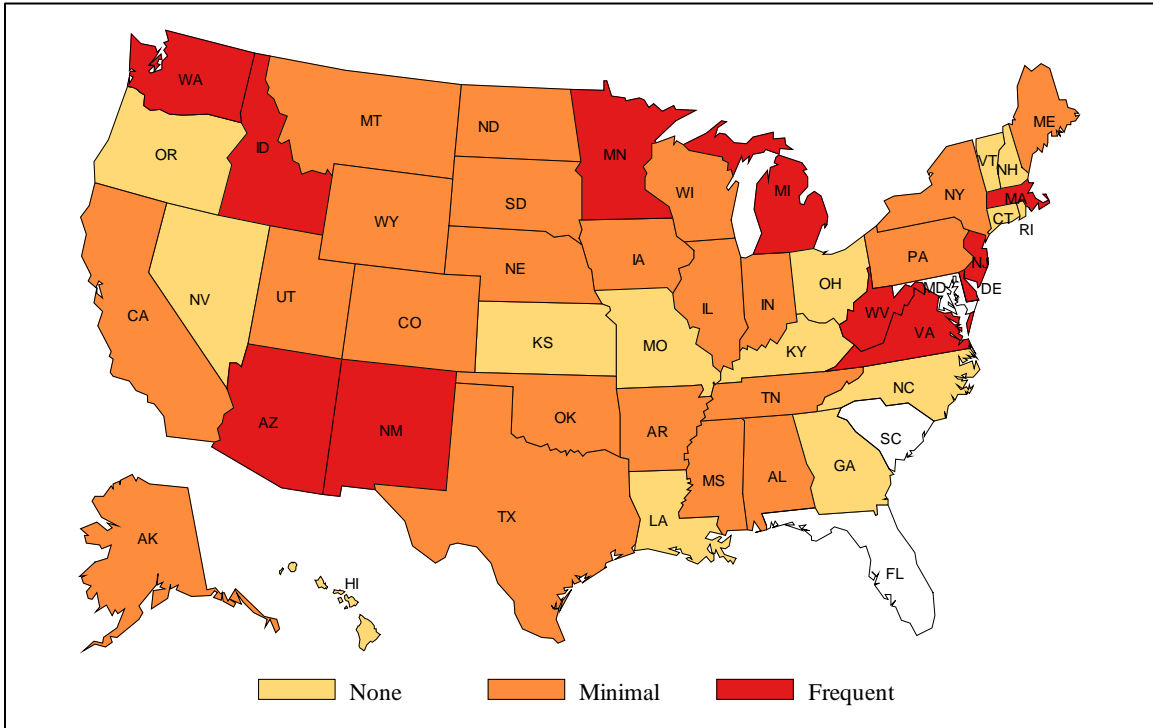 WA
MT
ND
MN
ME
OR
ID
VT
NH
WI
MI
NY
MA
SD
WY
CT
RI
IA
PA
NJ
NE
NV
UT
OH
MD
DE
IL
IN
CA
CO
WV
VA
KS
MO
KY
NC
TN
AZ
NM
OK
AR
SC
GA
MS
AL
TX
LA
AK
FL
HI
None Minimal Frequent